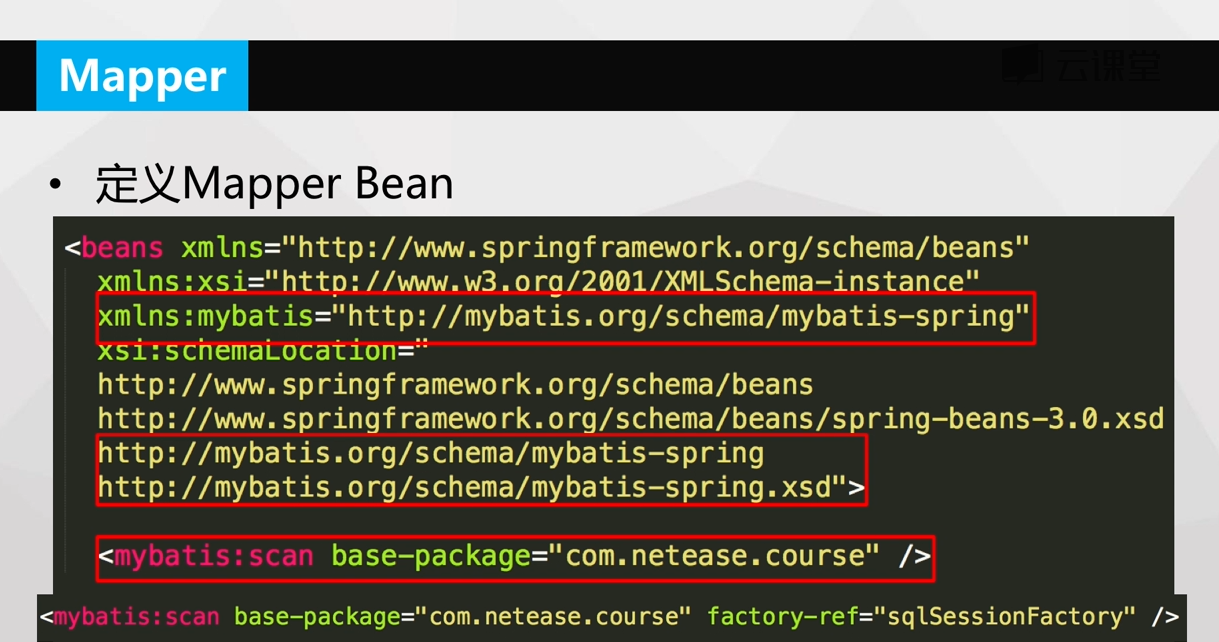 云课堂
Mapper
• 定义Mapper Bean
<beans xmlns="http://www.springframework.org/schema/beans"
xmlns:xsi="http://www.w3.org/2001/XMLSchema-instance"
xmlns:mybatis="http://mybatis.org/schema/mybatis-spring"
xsi:schemaLocation="
http://www.springframework.org/schema/beans
http://www.springframework.org/schema/beans/spring-beans-3.0.xsd
http://mybatis.org/schema/mybatis-spring
http://mybatis.org/schema/mybatis-spring.xsd">
<mybatis:scan base-package="com.netease.course" />
<mybatis:scan base-package="com.netease.course" factory-ref="sqlSessionFactory" />